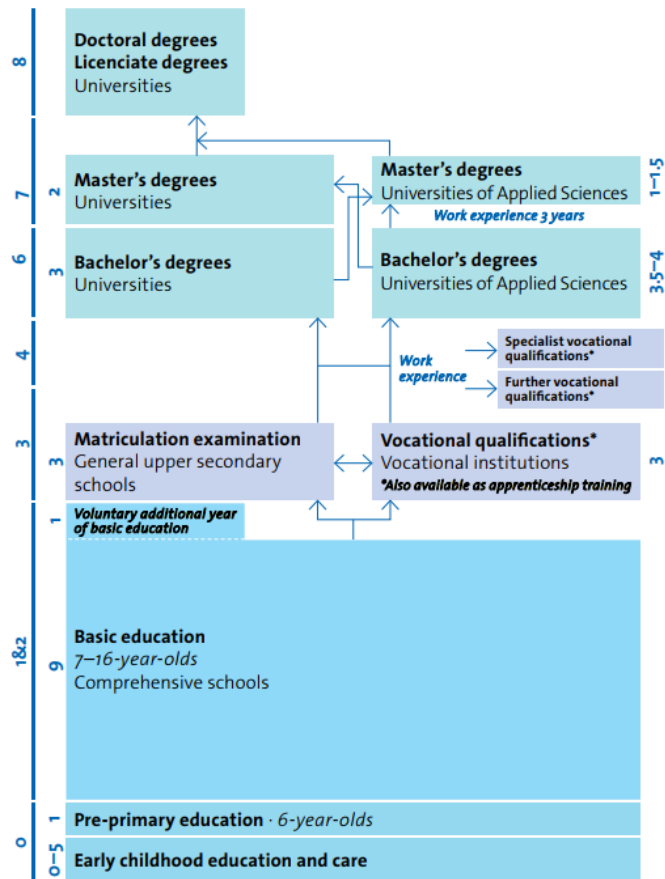 8
Doctoral degrees
Licenciate degrees
Universities
7
2
Master's degrees
Universities
Master's degrees
Universities of Applied Sciences
1–1.5
Work experience 3 years
6
3
Bachelor's degrees
Universities
Bachelor's degrees
Universities of Applied Sciences
3.5–4
4
Work
experience
Specialist vocational
qualifications*
Further vocational
qualifications*
3
3
Matriculation examination
General upper secondary
schools
Vocational qualifications*
Vocational institutions
*Also available as apprenticeship training
3
1
Voluntary additional year
of basic education
1&2
9
Basic education
7–16-year-olds
Comprehensive schools
0
1
Pre-primary education · 6-year-olds
0–5
Early childhood education and care